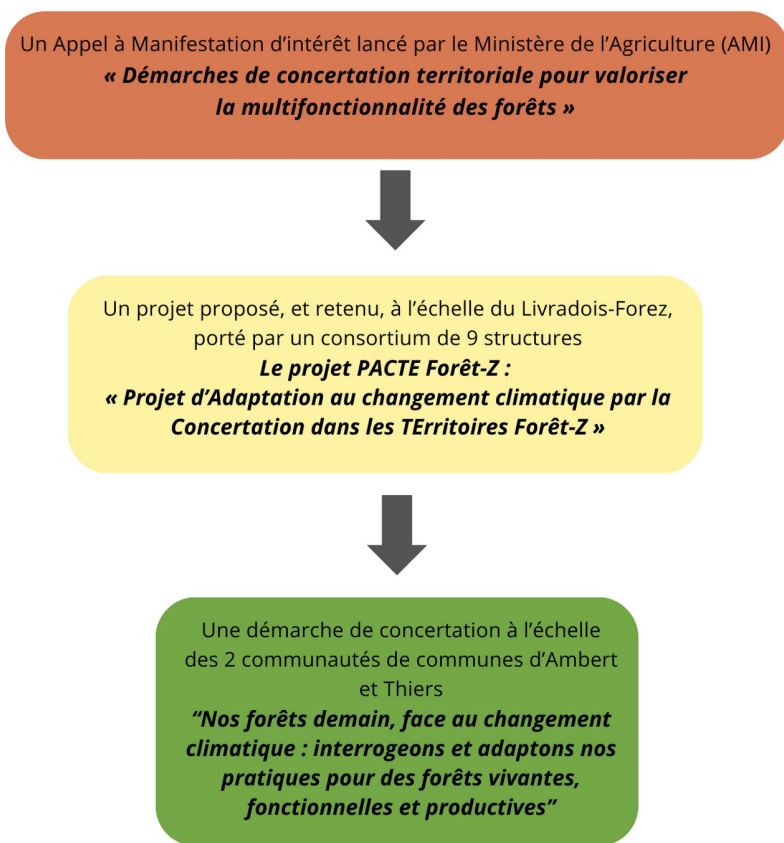 Un Appel à Manifestation d’intérêt lancé par le Ministère de l’Agriculture (AMI)
« Démarches de concertation territoriale pour valoriser
la multifonctionnalité des forêts »
Un projet proposé, et retenu, à l’échelle du Livradois-Forez,
porté par un consortium de 9 structures
Le projet PACTE Forêt-Z :
« Projet d’Adaptation au changement climatique par la
Concertation dans les TErritoires Forêt-Z »
Une démarche de concertation à l’échelle
des 2 communautés de communes d’Ambert
et Thiers
“Nos forêts demain, face au changement
climatique : interrogeons et adaptons nos
pratiques pour des forêts vivantes,
fonctionnelles et productives”